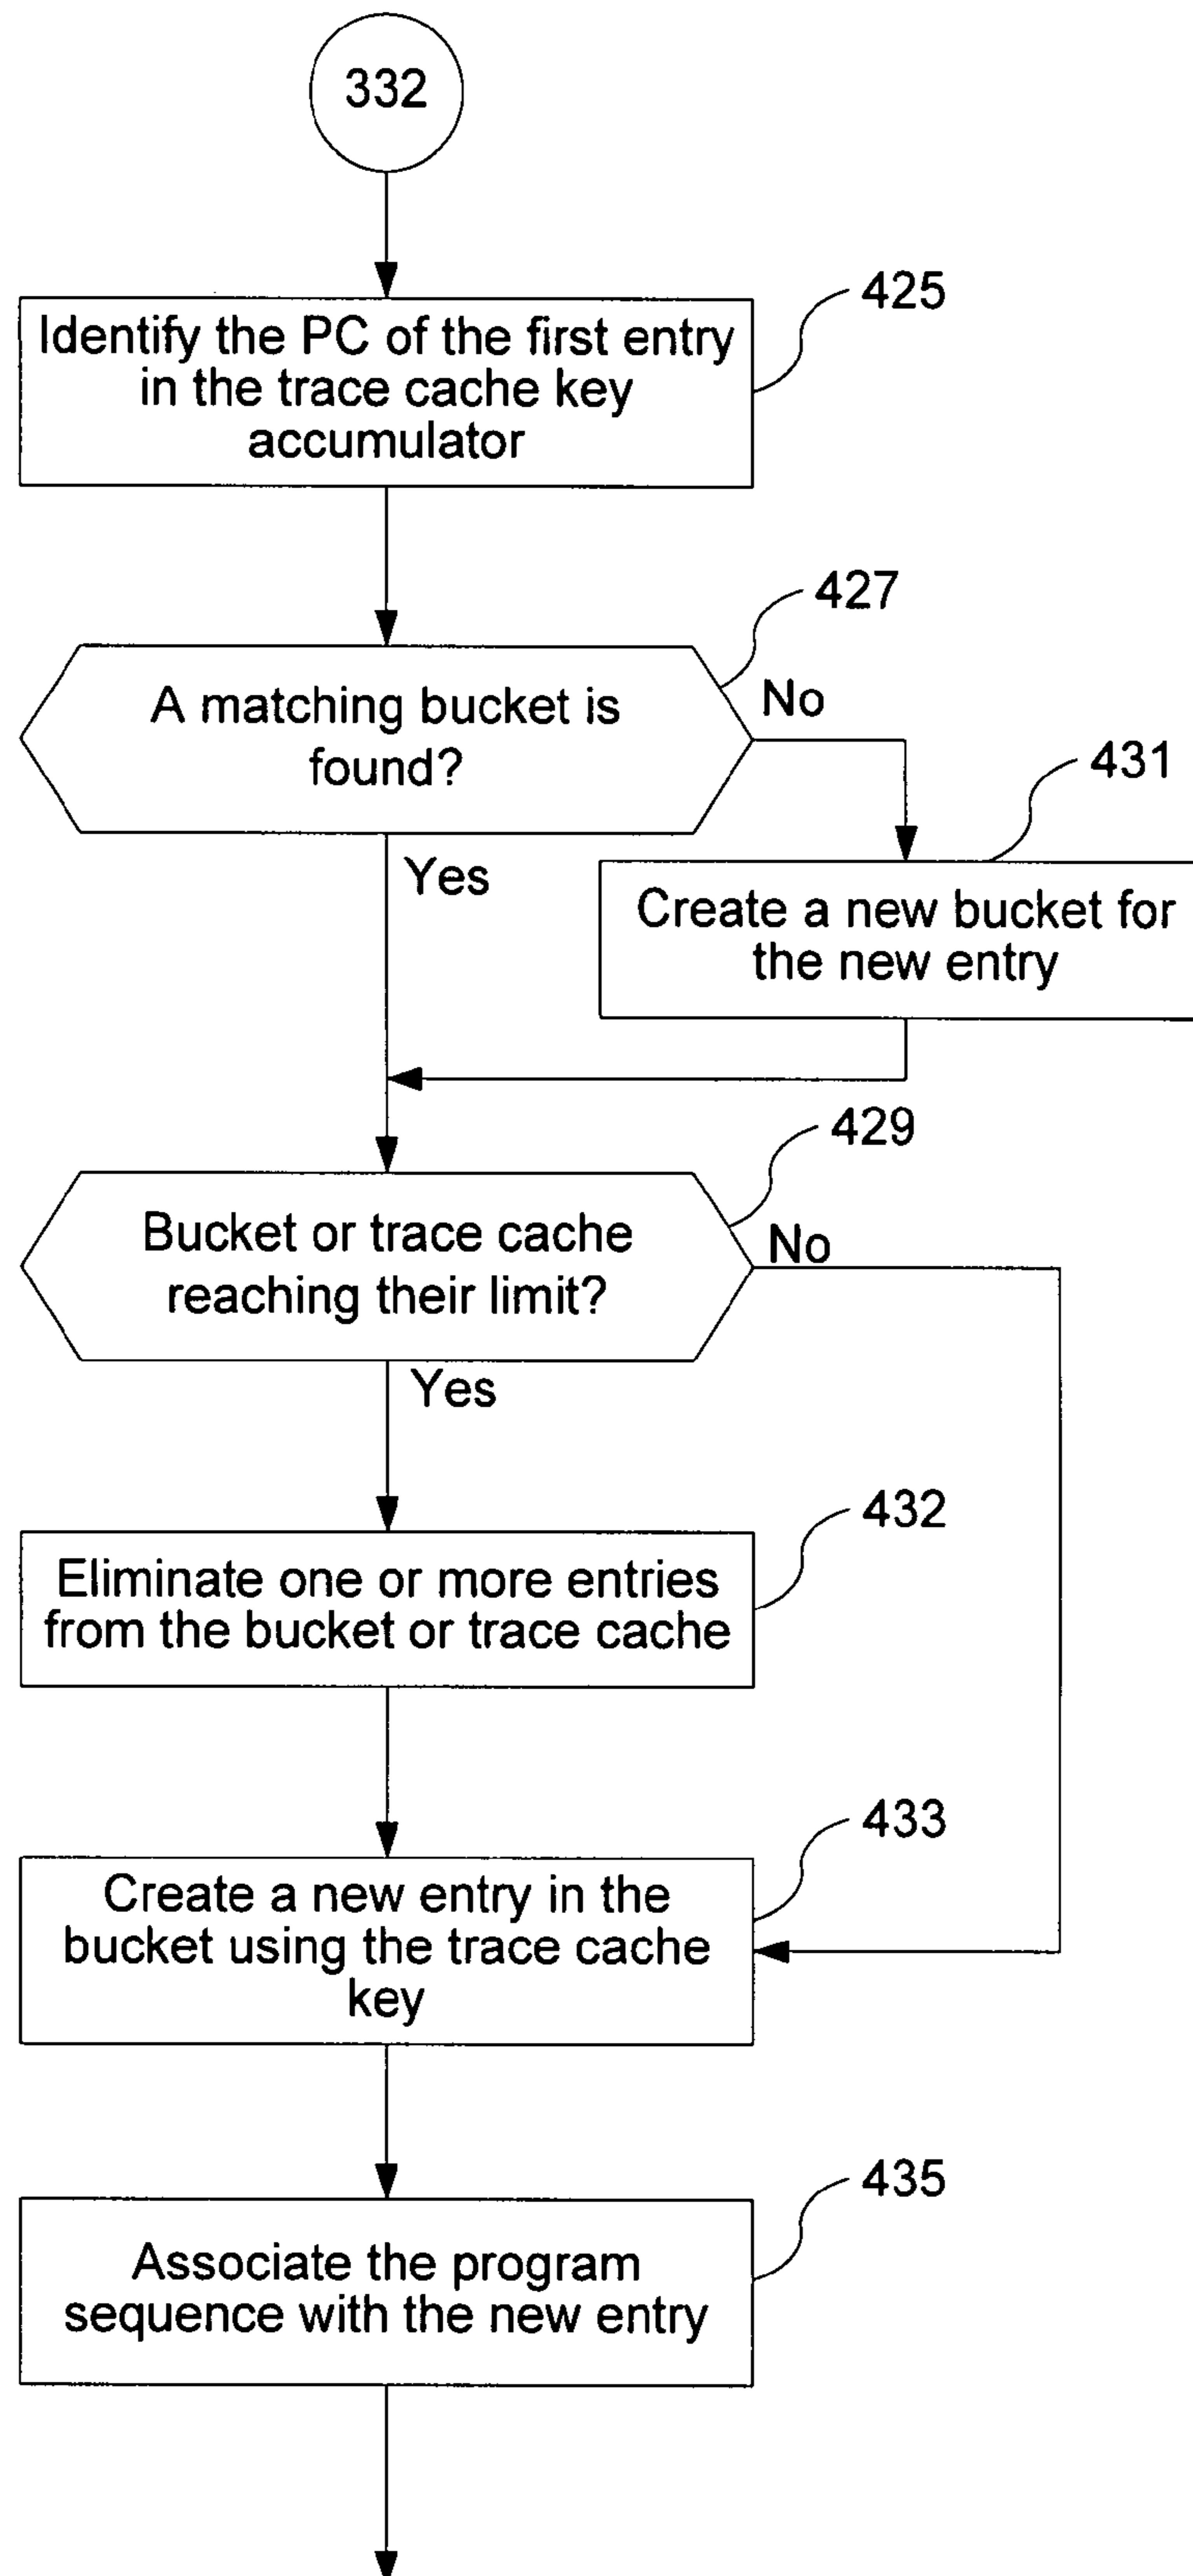 332
425
Identify the PC of the first entry
in the trace cache key
accumulator
427
A matching bucket is
found?
No
431
Yes
Create a new bucket for
the new entry
429
Bucket or trace cache
reaching their limit?
No
Yes
432
Eliminate one or more entries
from the bucket or trace cache
433
Create a new entry in the
bucket using the trace cache
key
435
Associate the program
sequence with the new entry